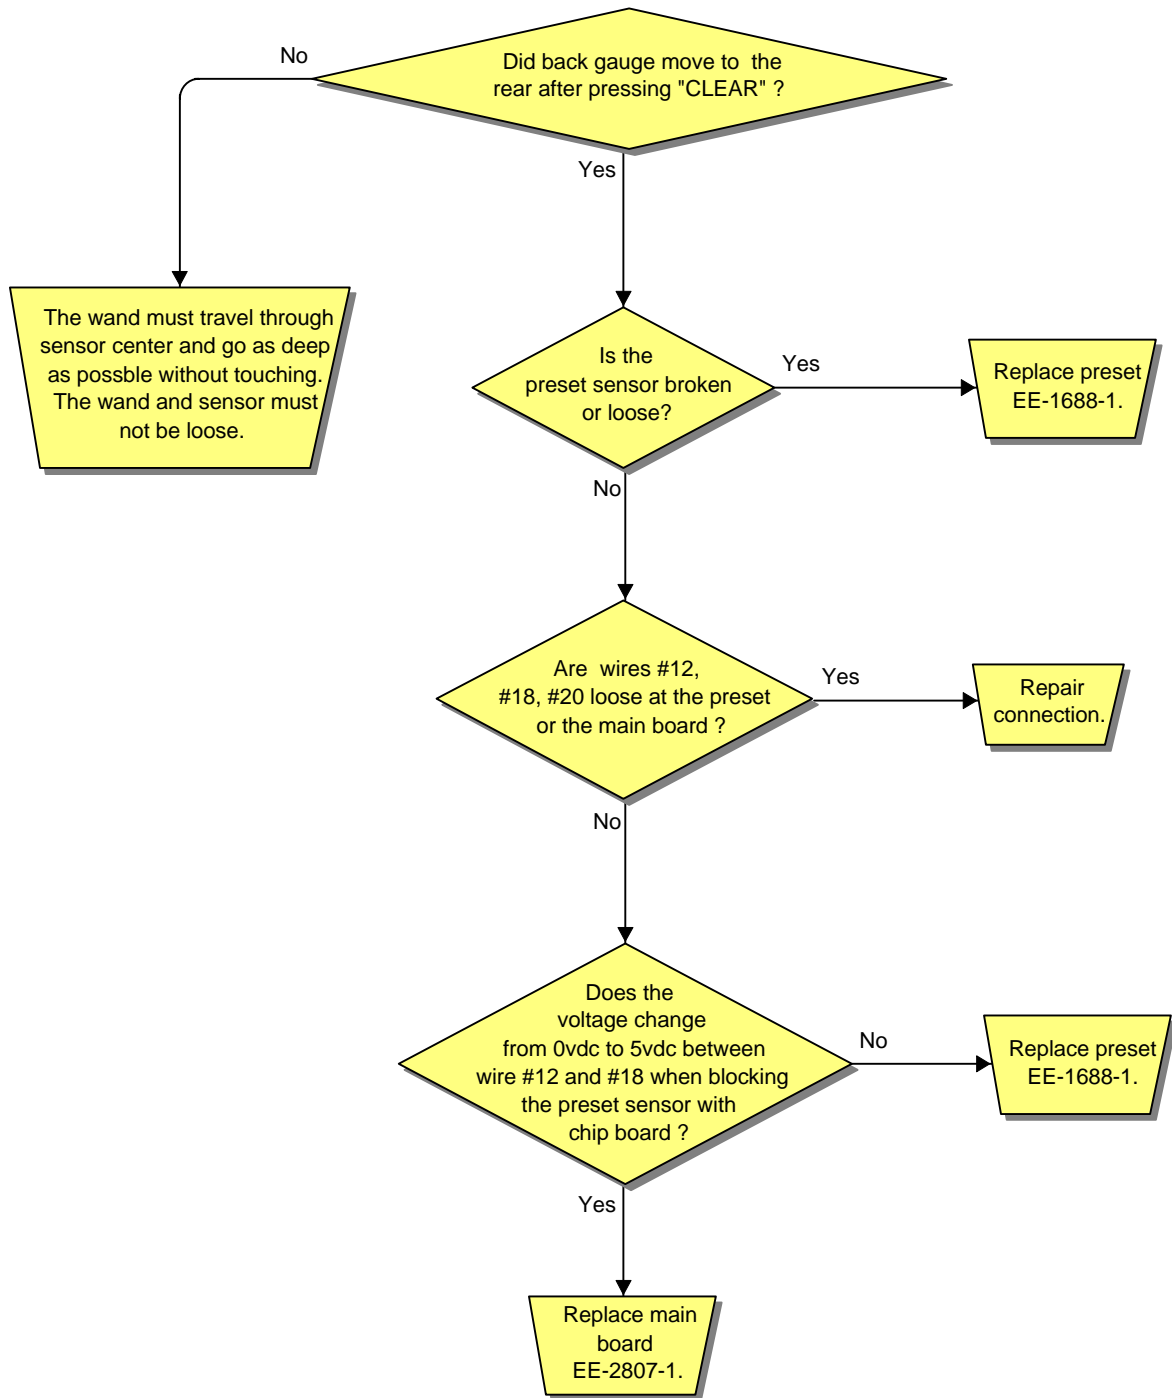 Did back gauge move to the
rear after pressing "CLEAR" ?
No
Yes
The wand must travel through
sensor center and go as deep
as possble without touching.
The wand and sensor must
not be loose.
Is the
preset sensor broken
or loose?
Yes
Replace preset
EE-1688-1.
No
Are wires #12,
#18, #20 loose at the preset
or the main board ?
Yes
Repair
connection.
No
Does the
voltage change
from 0vdc to 5vdc between
wire #12 and #18 when blocking
the preset sensor with
chip board ?
No
Replace preset
EE-1688-1.
Yes
Replace main
board
EE-2807-1.